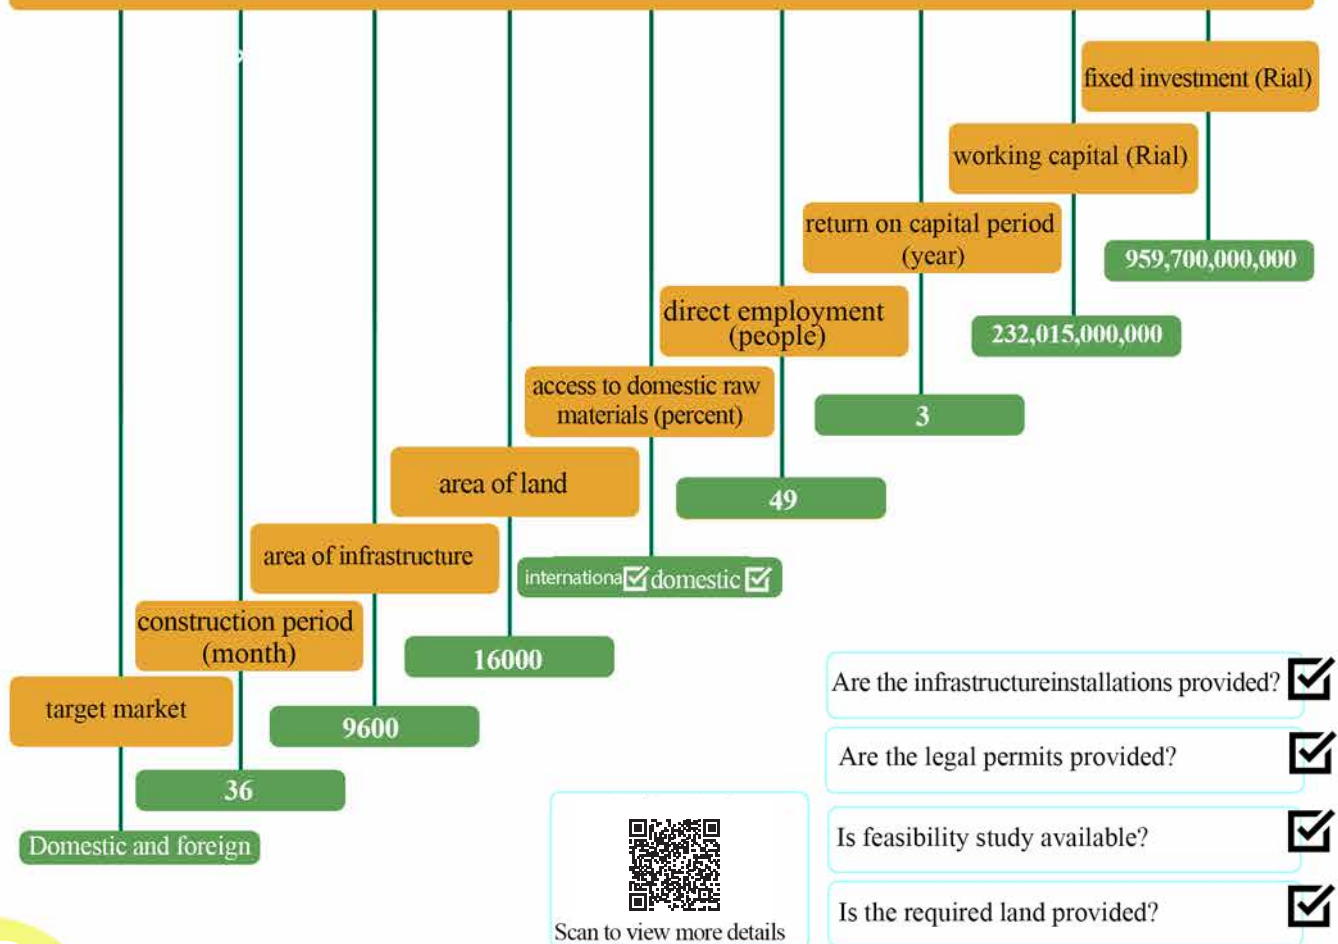 fixed investment (Rial)
959,700,000,000
working capital (Rial)
232,015,000,000
return on capital period
(year)
3
direct employment
(people)
49
access to domestic raw
materials (percent)
internationa domestic
area of land
16000
area of infrastructure
9600
construction period
(month)
36
target market
Domestic and foreign
Are the infrastructureinstallations provided?
Are the legal permits provided?
Is feasibility study available?
Is the required land provided?
Scan to view more details